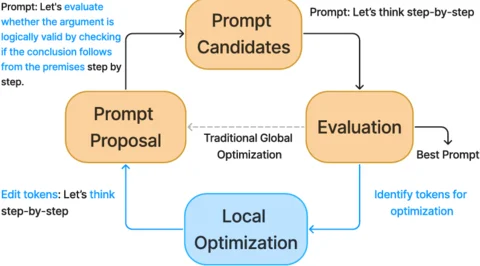 Prompt: Let's evaluate
whether the argument is
logically valid by checking
if the conclusion follows
from the premises step by
step.
Prompt
Candidates
Prompt: Let's think step-by-step
Prompt
Proposal
Traditional Global
Optimization
Evaluation
Best Prompt
Edit tokens: Let's think
step-by-step
Local
Optimization
Identify tokens for
optimization